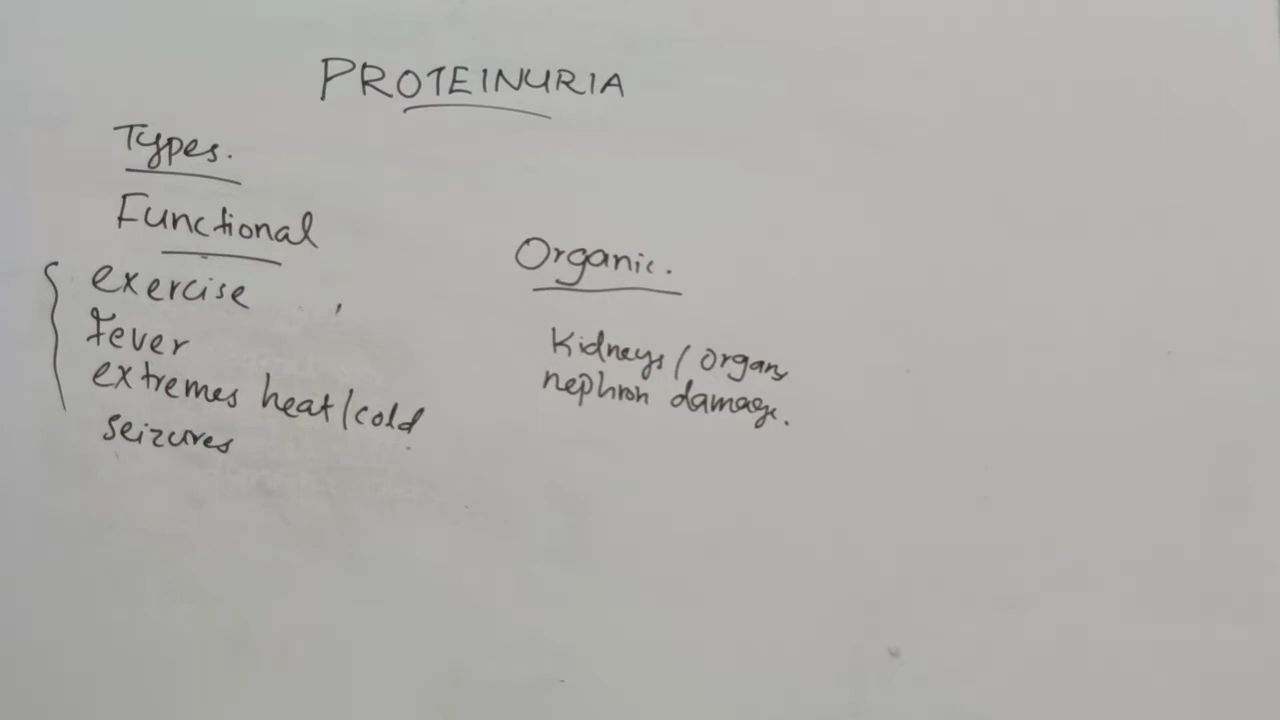 PROTEINURIA
Types.
Functional
exercise
Fever
extremes heat/cold
seizures
Organic.
Kidneys/organs
nephron damage.